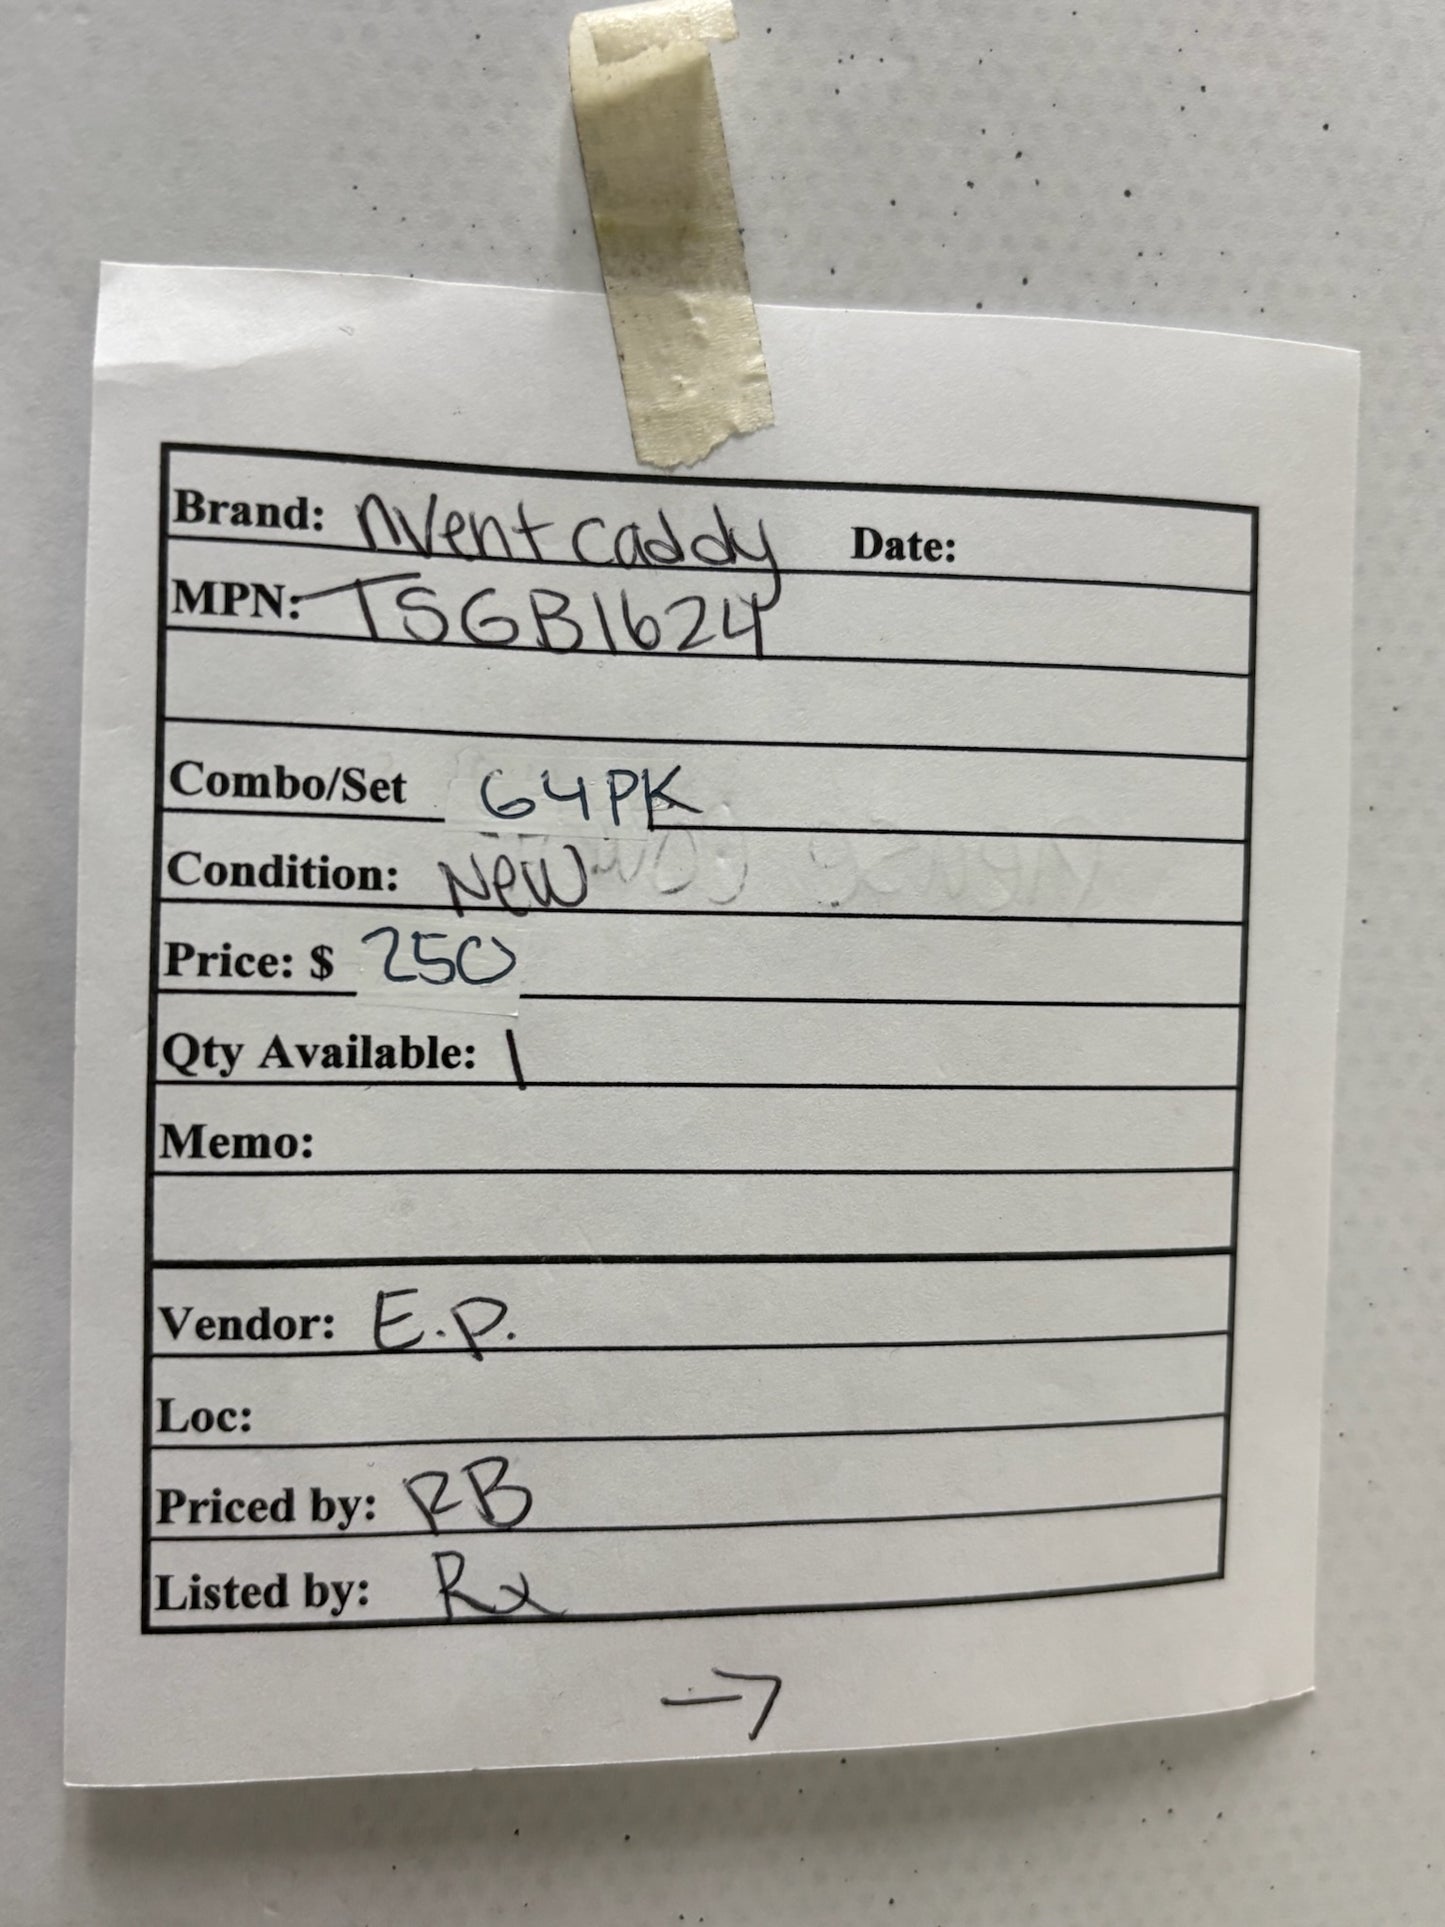 Brand: nvent caddy Date:
MPN: TSGB1624
Combo/Set 64PK
Condition: New
Price: $ 250
Qty Available: 1
Memo:
Vendor: E.P.
Loc:
Priced by: RB
Listed by: Rx
→